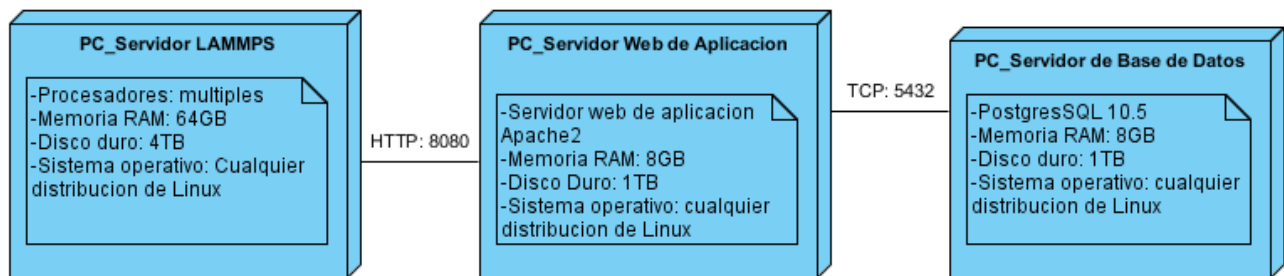 PC_Servidor LAMMPS
-Procesadores: multiples
-Memoria RAM: 64GB
-Disco duro: 4TB
-Sistema operativo: Cualquier
distribucion de Linux
HTTP: 8080
PC_Servidor Web de Aplicacion
-Servidor web de aplicacion
Apache2
-Memoria RAM: 8GB
-Disco Duro: 1TB
-Sistema operativo: cualquier
distribucion de Linux
TCP: 5432
PC_Servidor de Base de Datos
-PostgresSQL 10.5
-Memoria RAM: 8GB
-Disco duro: 1TB
-Sistema operativo: cualquier
distribucion de Linux